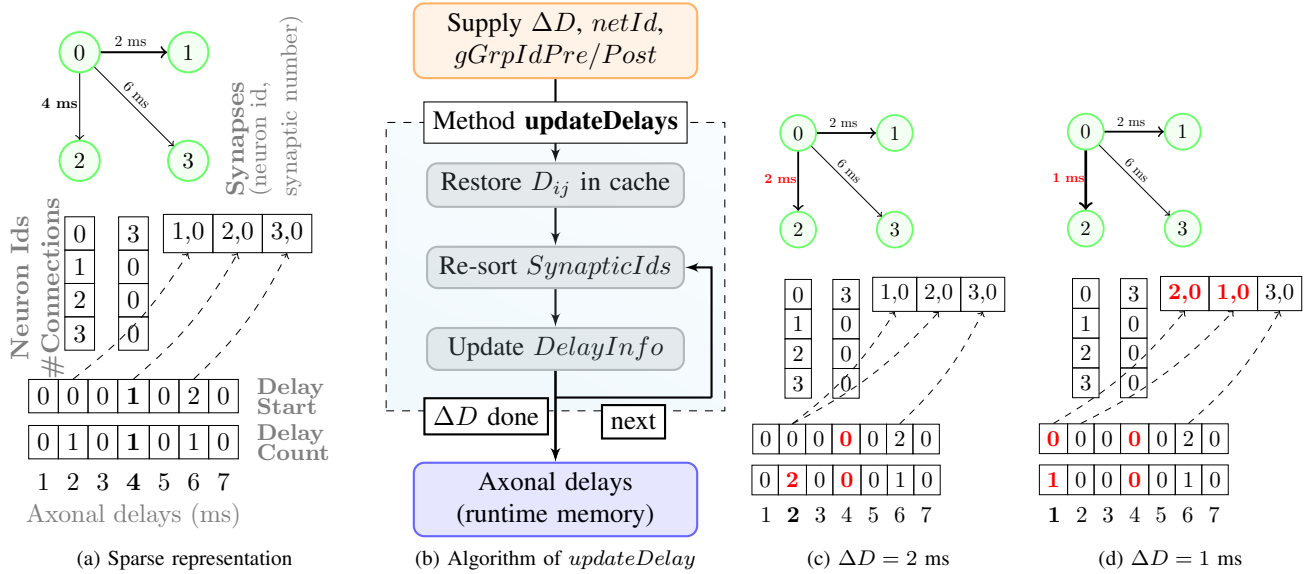 0
2 ms
1
4 ms
6 ms
2
3
Synapses
(neuron id,
synaptic number)
Neuron Ids
#Connections
0 3 1,0 2,0 3,0
1 0
2 0
3 0
0 0 0 1 0 2 0
Delay
Start
0 1 0 1 0 1 0
Delay
Count
1 2 3 4 5 6 7
Axonal delays (ms)
(a) Sparse representation
Supply ΔD, netId,
gGrpIdPre/Post
Method updateDelays
Restore Dij in cache
Re-sort SynapticIds
Update DelayInfo
ΔD done
next
Axonal delays
(runtime memory)
(b) Algorithm of updateDelay
0
2 ms
1
2 ms
6 ms
2
3
0 3 1,0 2,0 3,0
1 0
2 0
3 0
0 0 0 0 0 2 0
0 2 0 0 0 1 0
1 2 3 4 5 6 7
(c) ΔD = 2 ms
0
2 ms
1
1 ms
6 ms
2
3
0 3 2,0 1,0 3,0
1 0
2 0
3 0
0 0 0 0 0 2 0
1 0 0 0 0 1 0
1 2 3 4 5 6 7
(d) ΔD = 1 ms